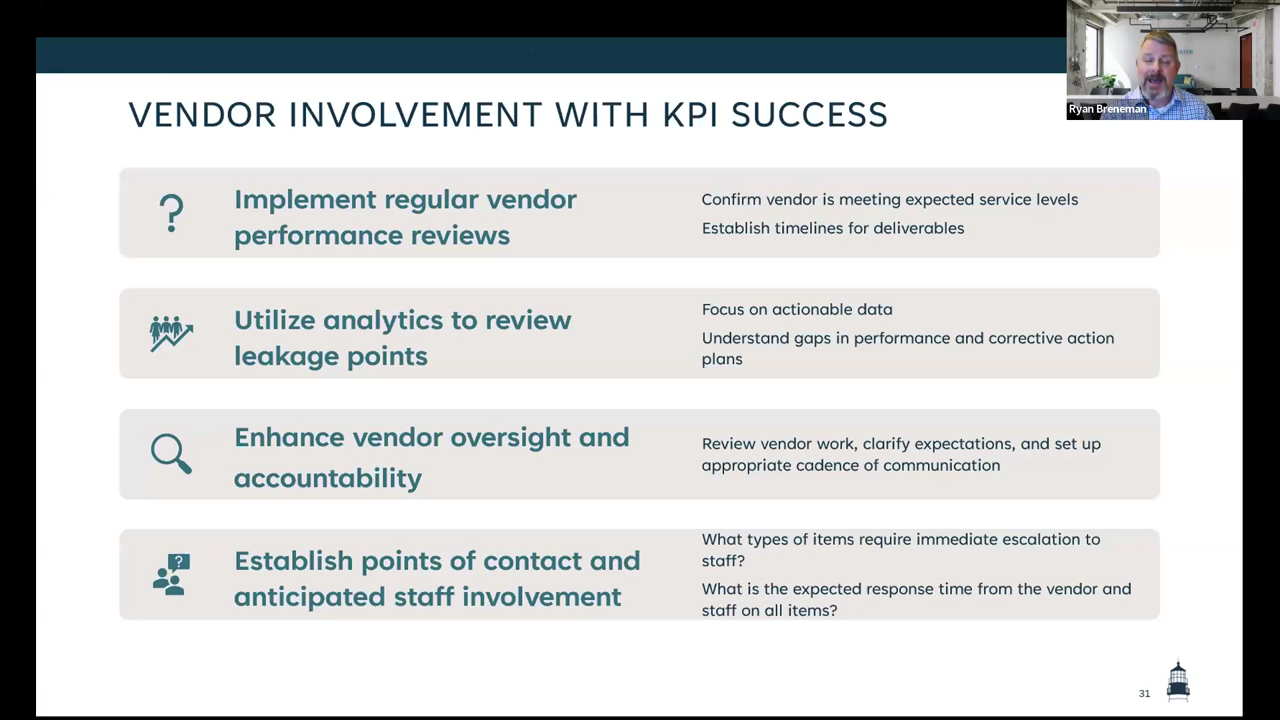 VENDOR INVOLVEMENT WITH KPI SUCCESS
Ryan Breneman
Implement regular vendor
performance reviews
Confirm vendor is meeting expected service levels
Establish timelines for deliverables
Utilize analytics to review
leakage points
Focus on actionable data
Understand gaps in performance and corrective action
plans
Enhance vendor oversight and
accountability
Review vendor work, clarify expectations, and set up
appropriate cadence of communication
?
Establish points of contact and
anticipated staff involvement
What types of items require immediate escalation to
staff?
What is the expected response time from the vendor and
staff on all items?
31